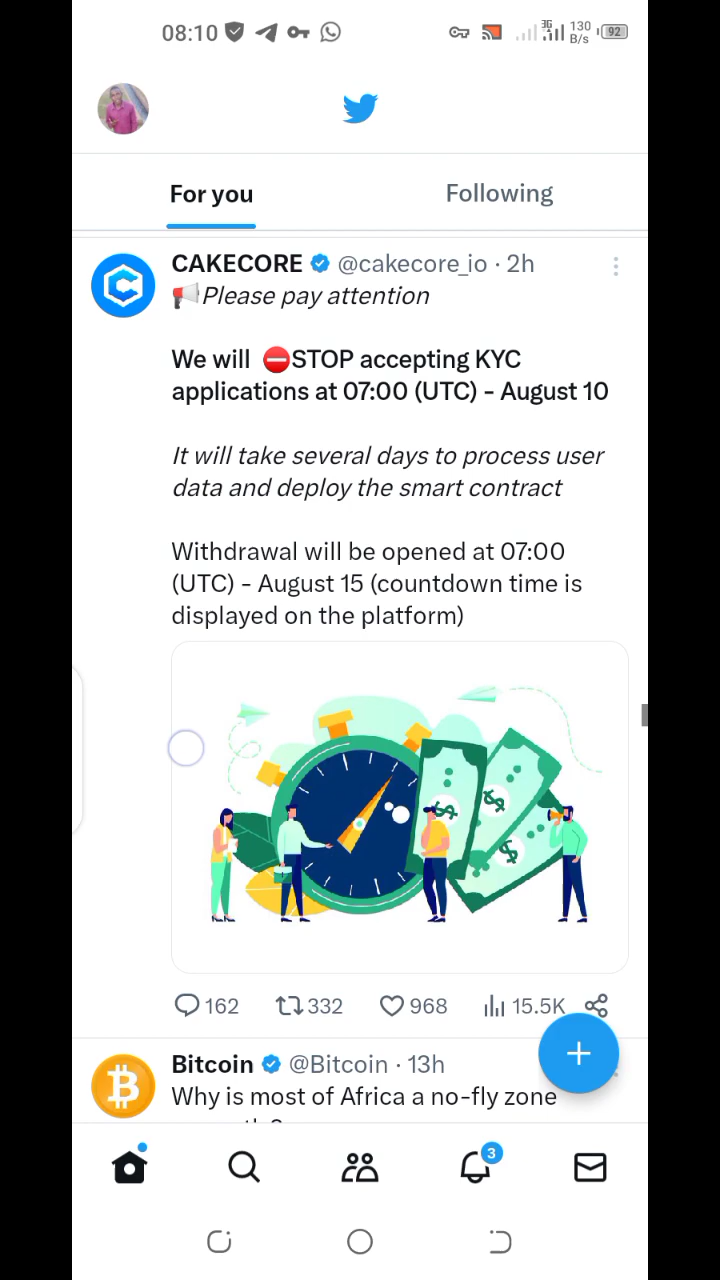 08:10 3G 130 B/s 92
For you Following
CAKECORE @cakecore_io · 2h
📢Please pay attention
We will ⛔STOP accepting KYC
applications at 07:00 (UTC) - August 10
It will take several days to process user
data and deploy the smart contract
Withdrawal will be opened at 07:00
(UTC) - August 15 (countdown time is
displayed on the platform)
162 332 968 15.5K
Bitcoin @Bitcoin · 13h
Why is most of Africa a no-fly zone
3